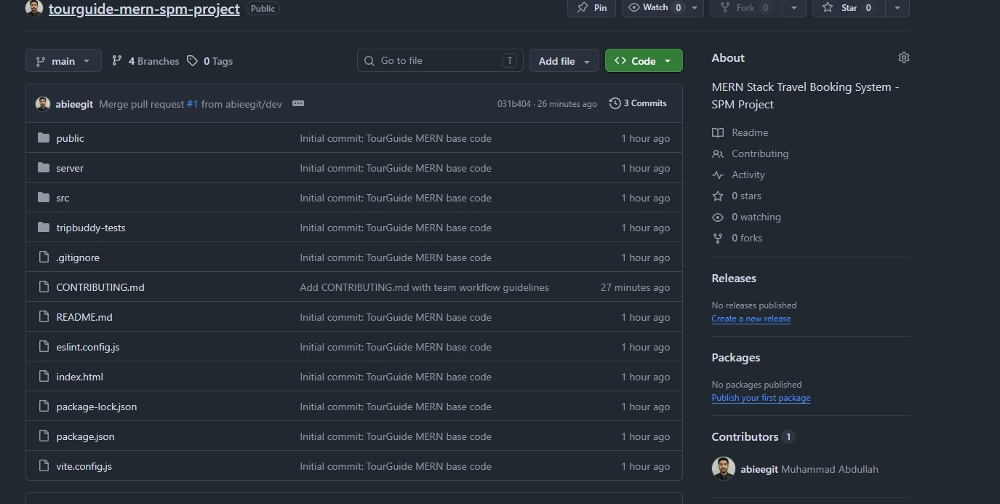 tourguide-mern-spm-project Public Pin Watch 0 Fork 0 Star 0
main 4 Branches 0 Tags Go to file T Add file Code
abieegit Merge pull request #1 from abieegit/dev 031b404 · 26 minutes ago 3 Commits
public Initial commit: TourGuide MERN base code 1 hour ago
server Initial commit: TourGuide MERN base code 1 hour ago
src Initial commit: TourGuide MERN base code 1 hour ago
tripbuddy-tests Initial commit: TourGuide MERN base code 1 hour ago
.gitignore Initial commit: TourGuide MERN base code 1 hour ago
CONTRIBUTING.md Add CONTRIBUTING.md with team workflow guidelines 27 minutes ago
README.md Initial commit: TourGuide MERN base code 1 hour ago
eslint.config.js Initial commit: TourGuide MERN base code 1 hour ago
index.html Initial commit: TourGuide MERN base code 1 hour ago
package-lock.json Initial commit: TourGuide MERN base code 1 hour ago
package.json Initial commit: TourGuide MERN base code 1 hour ago
vite.config.js Initial commit: TourGuide MERN base code 1 hour ago
About
MERN Stack Travel Booking System -
SPM Project
Readme
Contributing
Activity
0 stars
0 watching
0 forks
Releases
No releases published
Create a new release
Packages
No packages published
Publish your first package
Contributors 1
abieegit Muhammad Abdullah